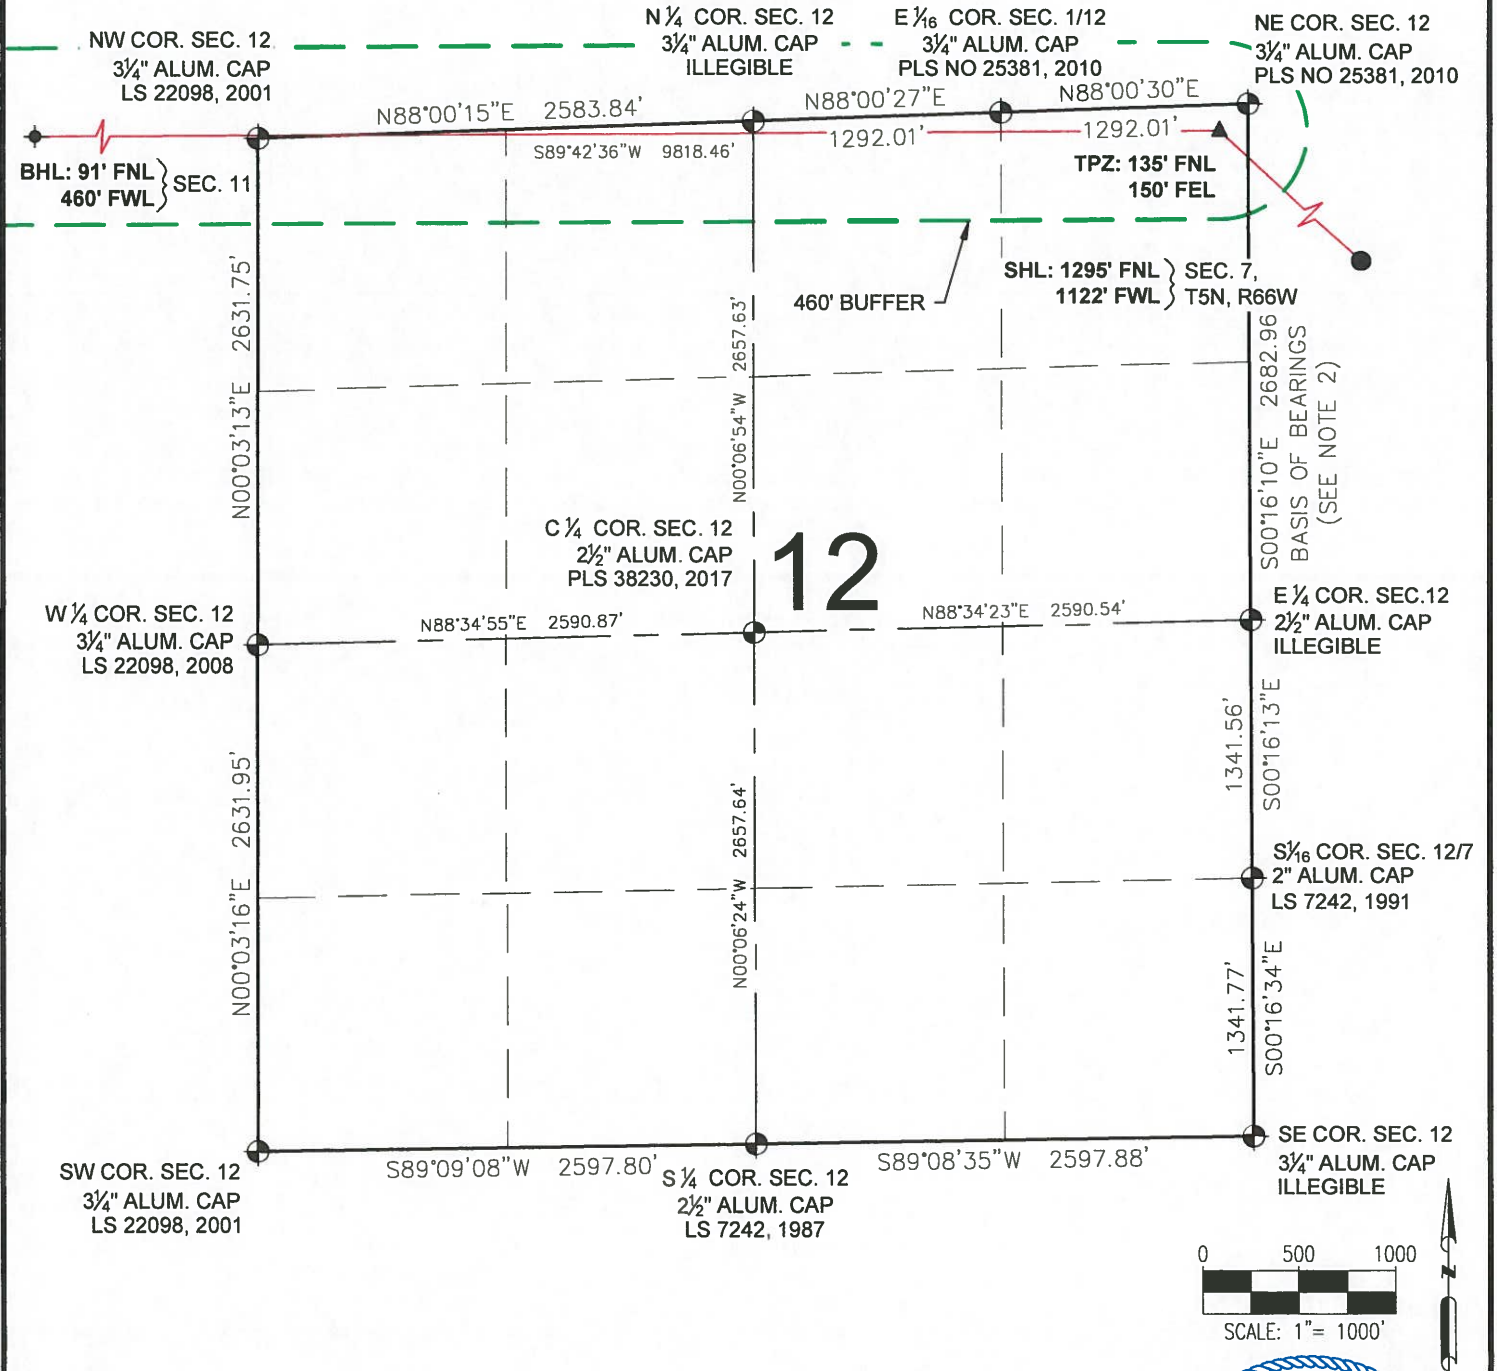 NW COR. SEC. 12
3¼" ALUM. CAP
LS 22098, 2001
N ¼ COR. SEC. 12
3¼" ALUM. CAP
ILLEGIBLE
E 1⁄16 COR. SEC. 1/12
3¼" ALUM. CAP
PLS NO 25381, 2010
NE COR. SEC. 12
3¼" ALUM. CAP
PLS NO 25381, 2010
N88°00'15"E 2583.84'
N88°00'27"E
N88°00'30"E
S89°42'36"W 9818.46'
1292.01'
1292.01'
BHL: 91' FNL
460' FWL
SEC. 11
TPZ: 135' FNL
150' FEL
SHL: 1295' FNL
1122' FWL
SEC. 7,
T5N, R66W
460' BUFFER
N00°03'13"E 2631.75'
N00°06'54"W 2657.63'
S00°16'10"E 2682.96
BASIS OF BEARINGS
(SEE NOTE 2)
C ¼ COR. SEC. 12
2½" ALUM. CAP
PLS 38230, 2017
12
W ¼ COR. SEC. 12
3¼" ALUM. CAP
LS 22098, 2008
N88°34'55"E 2590.87'
N88°34'23"E 2590.54'
E ¼ COR. SEC.12
2½" ALUM. CAP
ILLEGIBLE
N00°03'16"E 2631.95'
N00°06'24"W 2657.64'
1341.56'
S00°16'13"E
S1⁄16 COR. SEC. 12/7
2" ALUM. CAP
LS 7242, 1991
1341.77'
S00°16'34"E
SW COR. SEC. 12
3¼" ALUM. CAP
LS 22098, 2001
S89°09'08"W 2597.80'
S ¼ COR. SEC. 12
2½" ALUM. CAP
LS 7242, 1987
S89°08'35"W 2597.88'
SE COR. SEC. 12
3¼" ALUM. CAP
ILLEGIBLE
0 500 1000
SCALE: 1"= 1000'
N